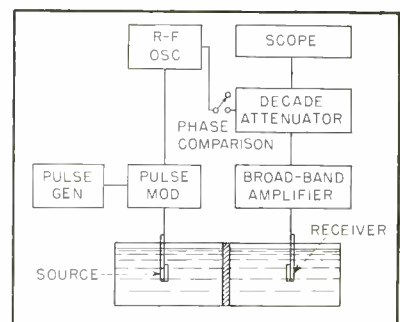 R-F
OSC
SCOPE
PHASE
COMPARISON
DECADE
ATTENUATOR
PULSE
GEN
PULSE
MOD
BROAD-BAND
AMPLIFIER
RECEIVER
SOURCE